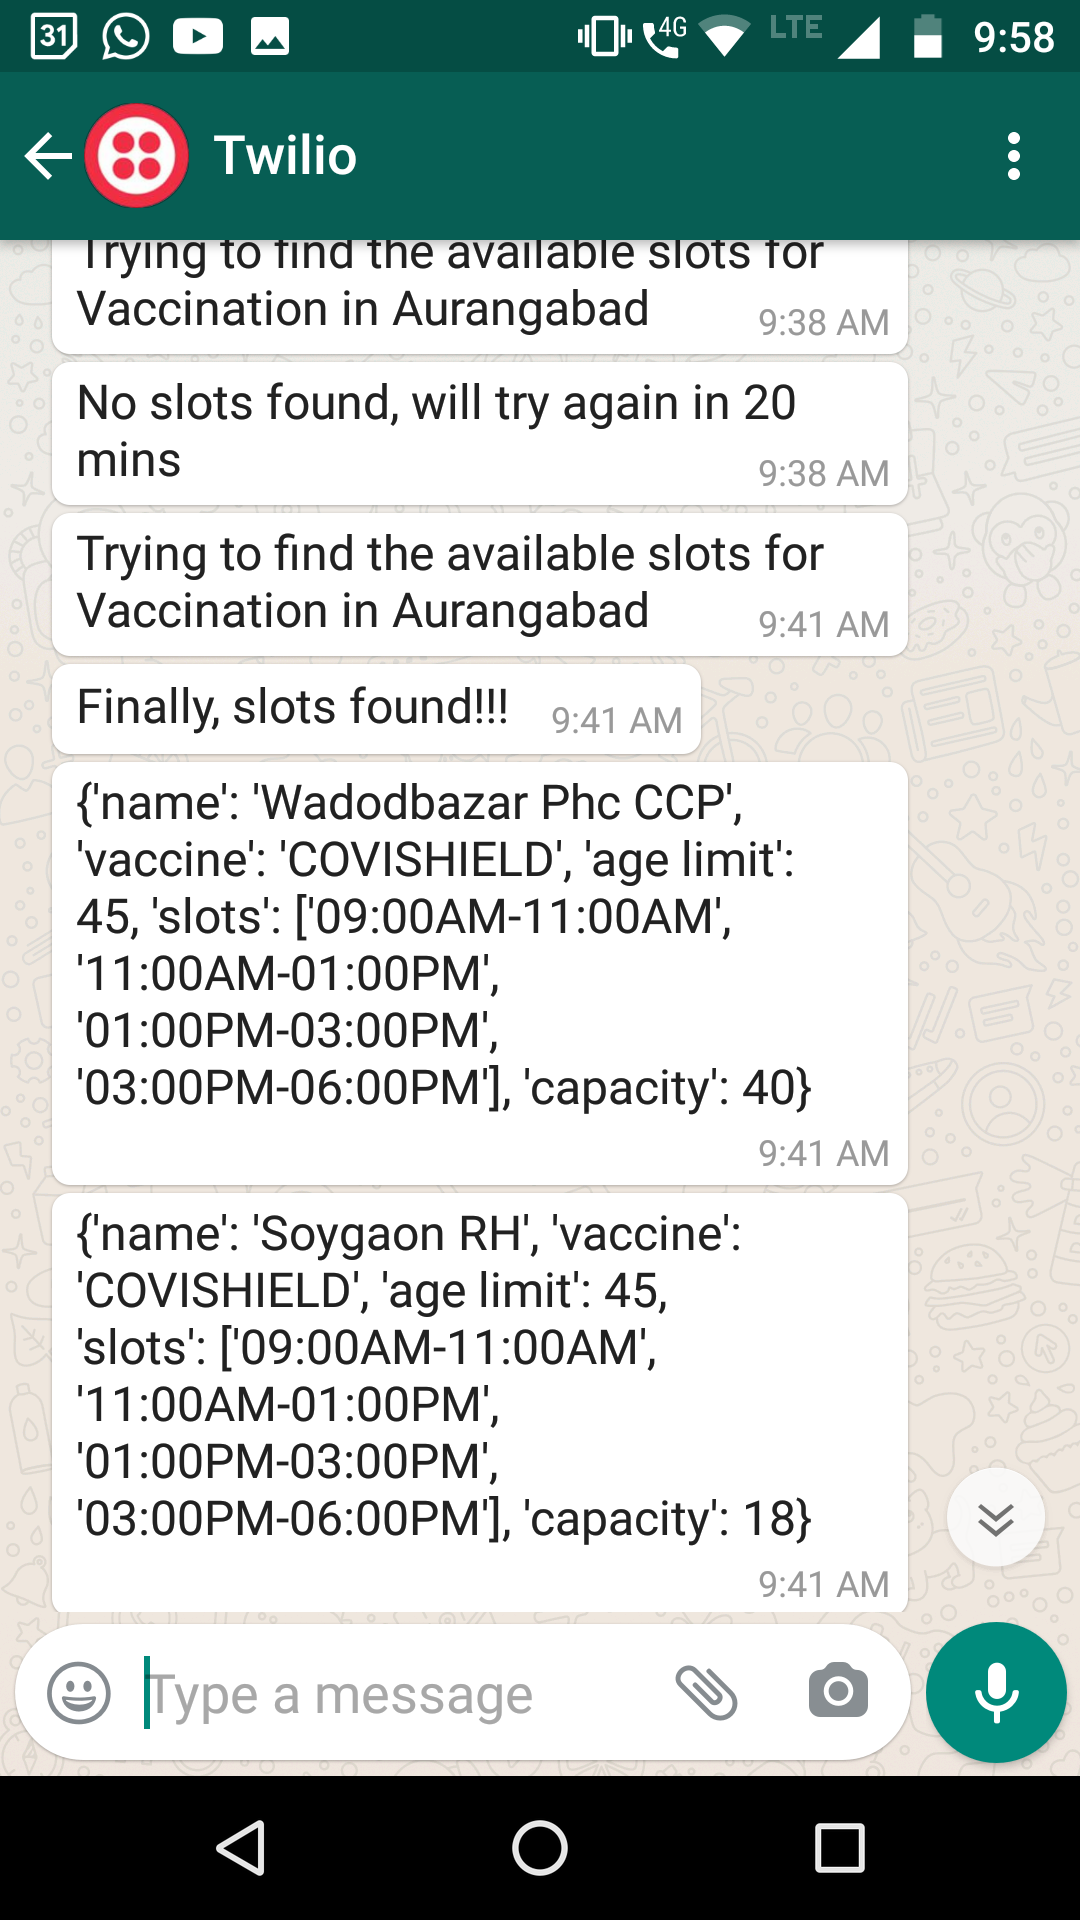 31 4G LTE 9:58
Twilio
Trying to find the available slots for
Vaccination in Aurangabad 9:38 AM
No slots found, will try again in 20
mins 9:38 AM
Trying to find the available slots for
Vaccination in Aurangabad 9:41 AM
Finally, slots found!!! 9:41 AM
{'name': 'Wadodbazar Phc CCP',
'vaccine': 'COVISHIELD', 'age limit':
45, 'slots': ['09:00AM-11:00AM',
'11:00AM-01:00PM',
'01:00PM-03:00PM',
'03:00PM-06:00PM'], 'capacity': 40}
9:41 AM
{'name': 'Soygaon RH', 'vaccine':
'COVISHIELD', 'age limit': 45,
'slots': ['09:00AM-11:00AM',
'11:00AM-01:00PM',
'01:00PM-03:00PM',
'03:00PM-06:00PM'], 'capacity': 18}
9:41 AM
Type a message